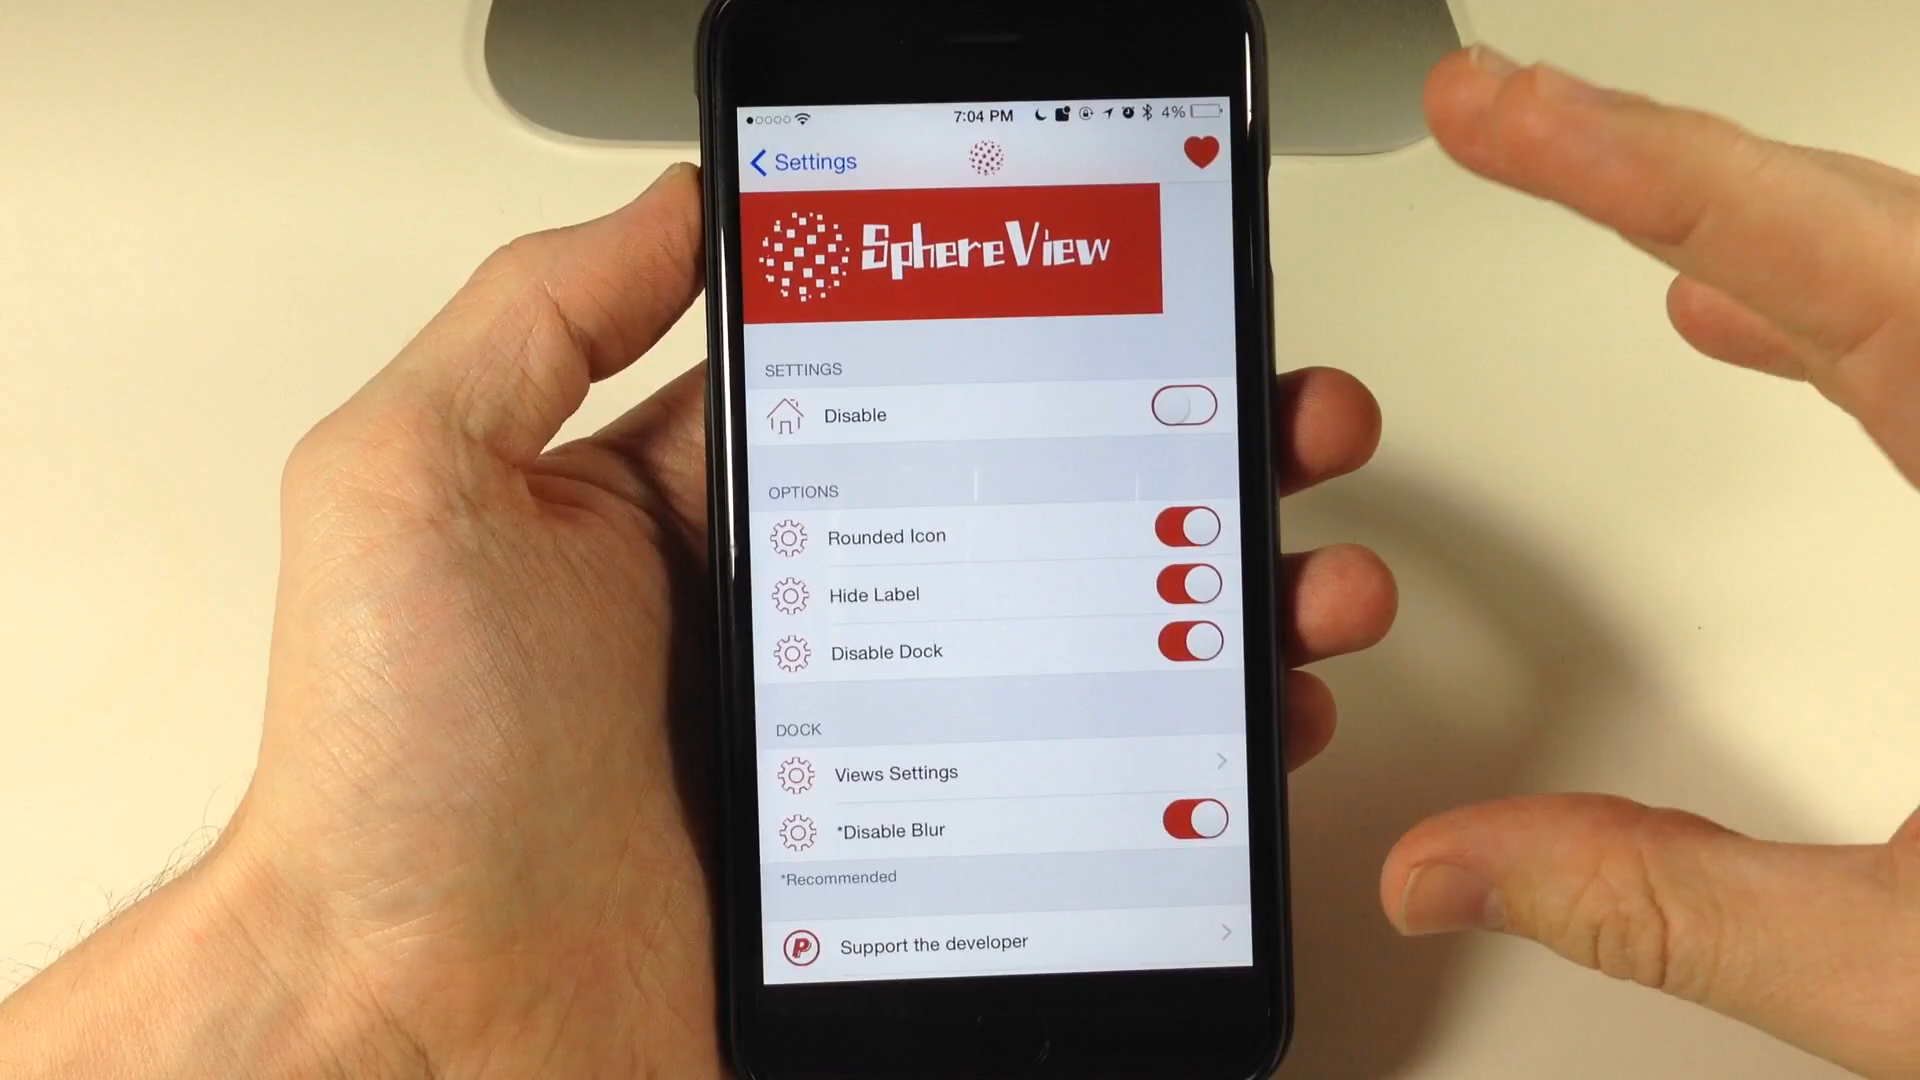 7:04 PM 4%
Settings
SphereView
SETTINGS
Disable
OPTIONS
Rounded Icon
Hide Label
Disable Dock
DOCK
Views Settings
*Disable Blur
*Recommended
Support the developer